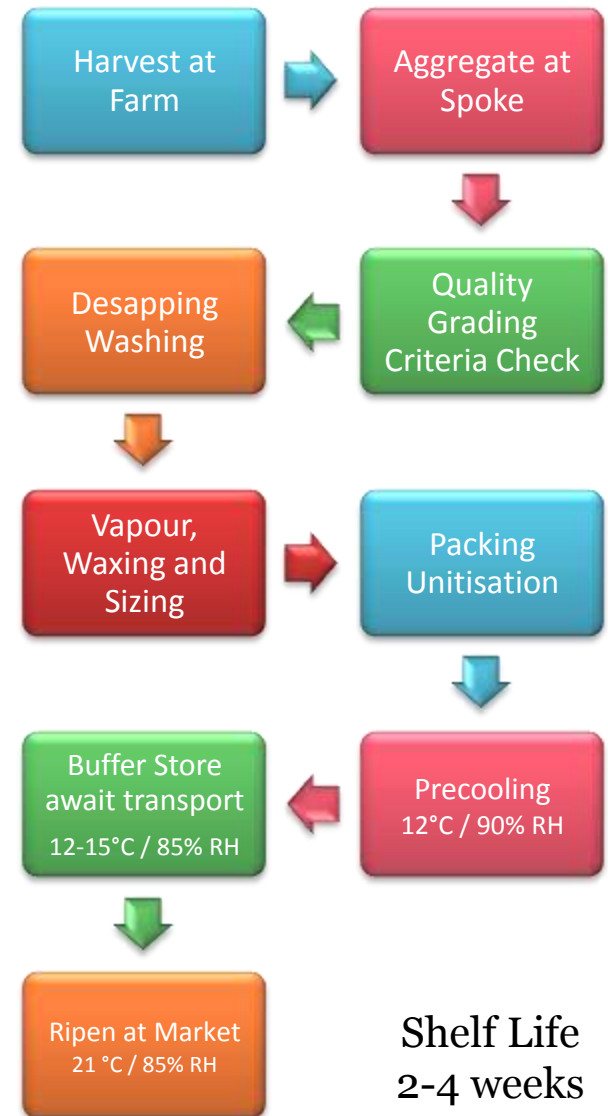 Harvest at
Farm
Aggregate at
Spoke
Quality
Grading
Criteria Check
Desapping
Washing
Vapour,
Waxing and
Sizing
Packing
Unitisation
Precooling
12°C / 90% RH
Buffer Store
await transport
12-15°C / 85% RH
Ripen at Market
21 °C / 85% RH
Shelf Life
2-4 weeks